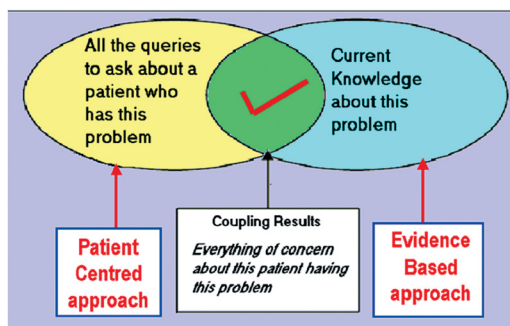 All the queries
to ask about a
patient who
has this
problem
Current
Knowledge
about this
problem
Patient
Centred
approach
Coupling Results
Everything of concern
about this patient having
this problem
Evidence
Based
approach